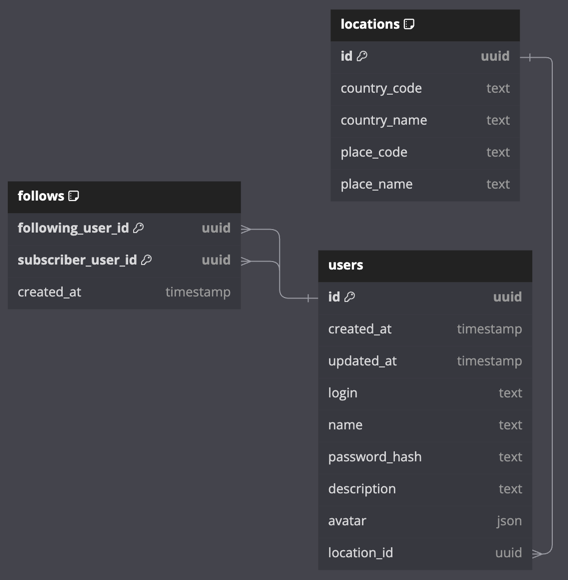 locations
id uuid
country_code text
country_name text
place_code text
place_name text
follows
following_user_id uuid
subscriber_user_id uuid
created_at timestamp
users
id uuid
created_at timestamp
updated_at timestamp
login text
name text
password_hash text
description text
avatar json
location_id uuid